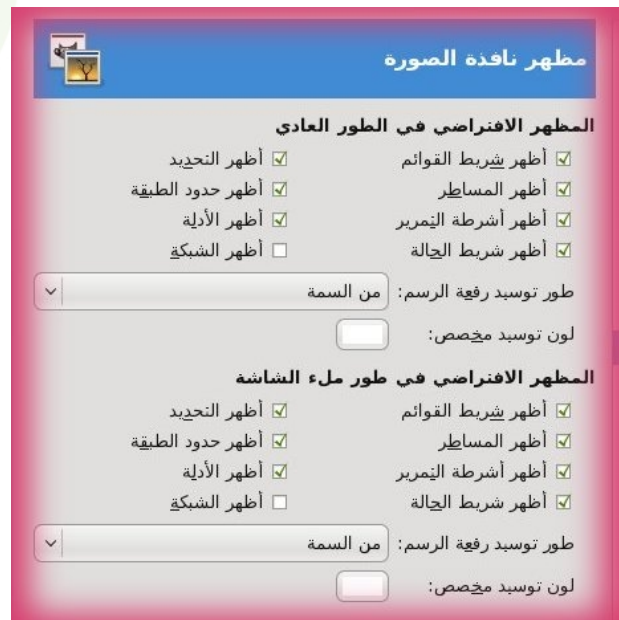 مظهر نافذة الصورة
المظهر الافتراضي في الطور العادي
أظهر شريط القوائم
أظهر التحديد
أظهر المساطر
أظهر حدود الطبقة
أظهر أشرطة التمرير
أظهر الأدلة
أظهر شريط الحالة
أظهر الشبكة
طور توسيد رقعة الرسم: من السمة
لون توسيد مخصص:
المظهر الافتراضي في طور ملء الشاشة
أظهر شريط القوائم
أظهر التحديد
أظهر المساطر
أظهر حدود الطبقة
أظهر أشرطة التمرير
أظهر الأدلة
أظهر شريط الحالة
أظهر الشبكة
طور توسيد رقعة الرسم: من السمة
لون توسيد مخصص: